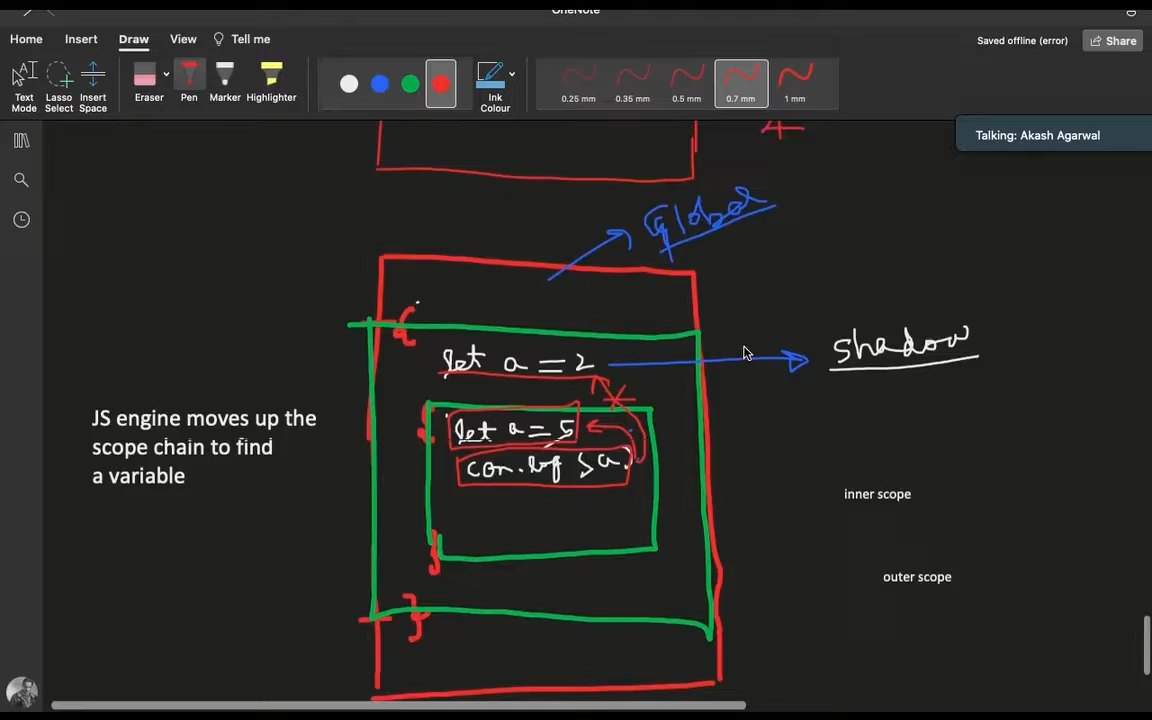 OneNote
Home Insert Draw View Tell me
Saved offline (error)
Share
Text Mode
Lasso Select
Insert Space
Eraser
Pen
Marker
Highlighter
Ink Colour
0.25 mm
0.35 mm
0.5 mm
0.7 mm
1 mm
Talking: Akash Agarwal
Global
{
let a = 2
shadow
{
let a = 5
con.log > a.)
}
}
JS engine moves up the
scope chain to find
a variable
inner scope
outer scope